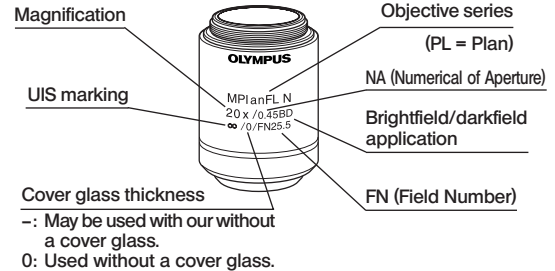 Magnification
Objective series
(PL = Plan)
OLYMPUS
NA (Numerical of Aperture)
UIS marking
MPlanFL N
20x/0.45BD
∞/0/FN25.5
Brightfield/darkfield
application
Cover glass thickness
FN (Field Number)
–: May be used with our without
a cover glass.
0: Used without a cover glass.